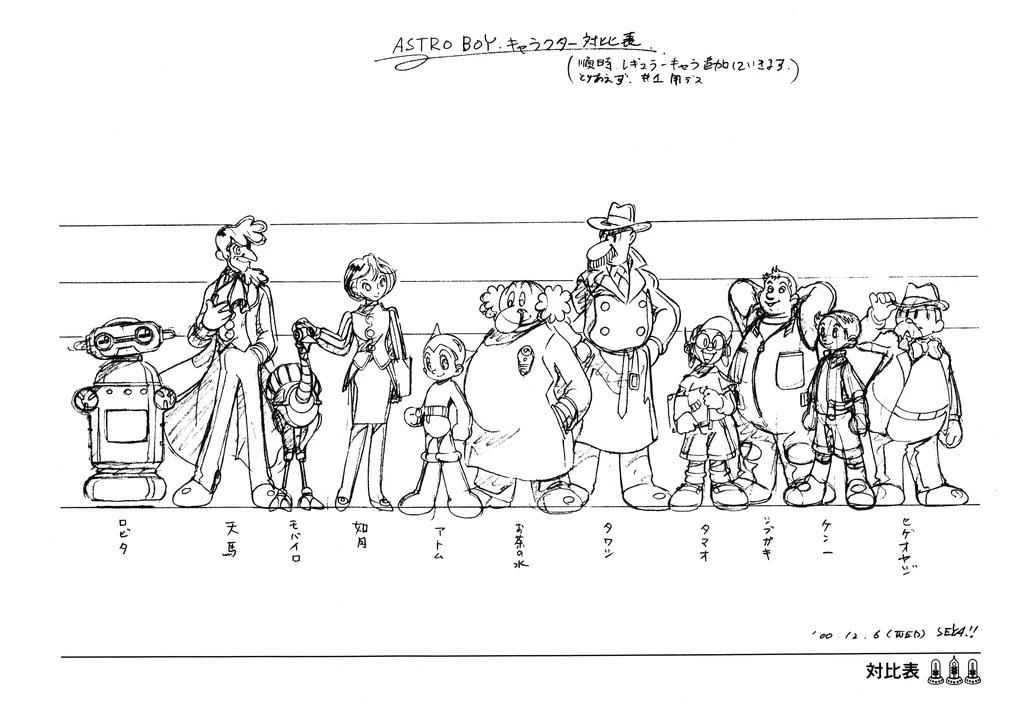 ASTRO BOY. キャラクター対比表.
(順時 レギュラーキャラ追加していきます.
とりあえず. #1 用デス)
ロビタ
天馬
モバイロ
如月
アトム
お茶の水
タワシ
タマオ
シブガキ
ケン一
ヒゲオヤジ
'00 12. 6 (WED) SEYA!!
対比表